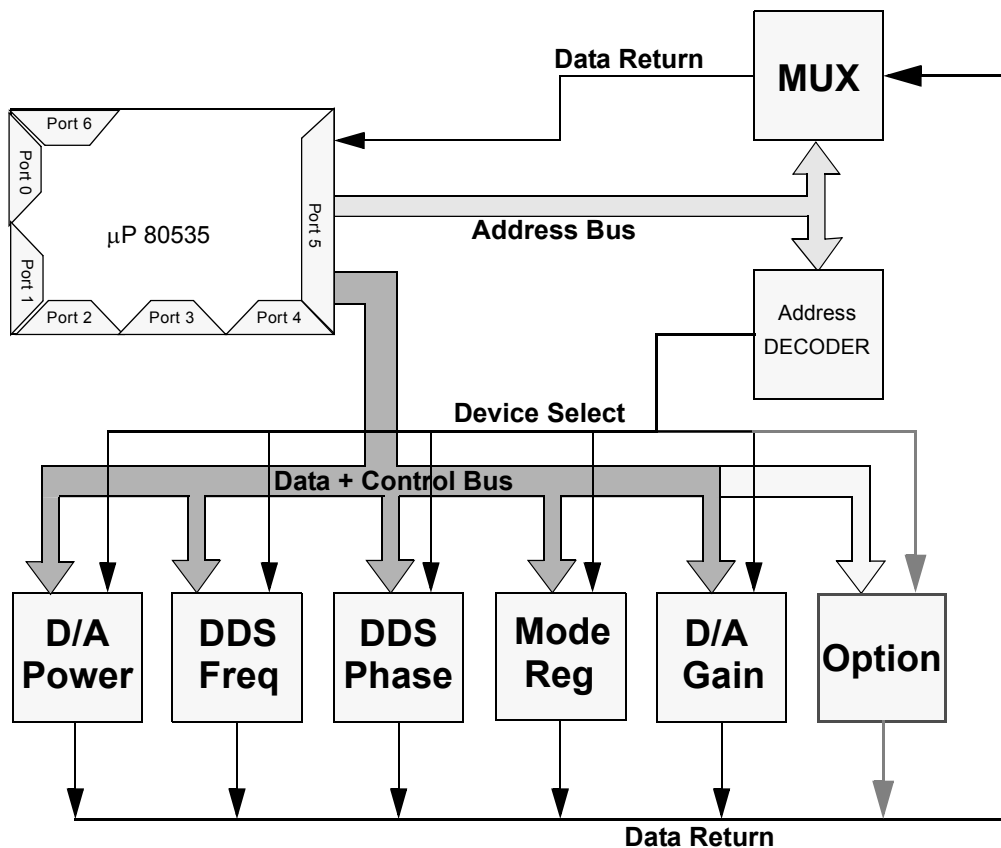 Data Return
MUX
Port 6
Port 0
μP 80535
Port 5
Address Bus
Port 1
Port 2
Port 3
Port 4
Address
DECODER
Device Select
Data + Control Bus
D/A
Power
DDS
Freq
DDS
Phase
Mode
Reg
D/A
Gain
Option
Data Return